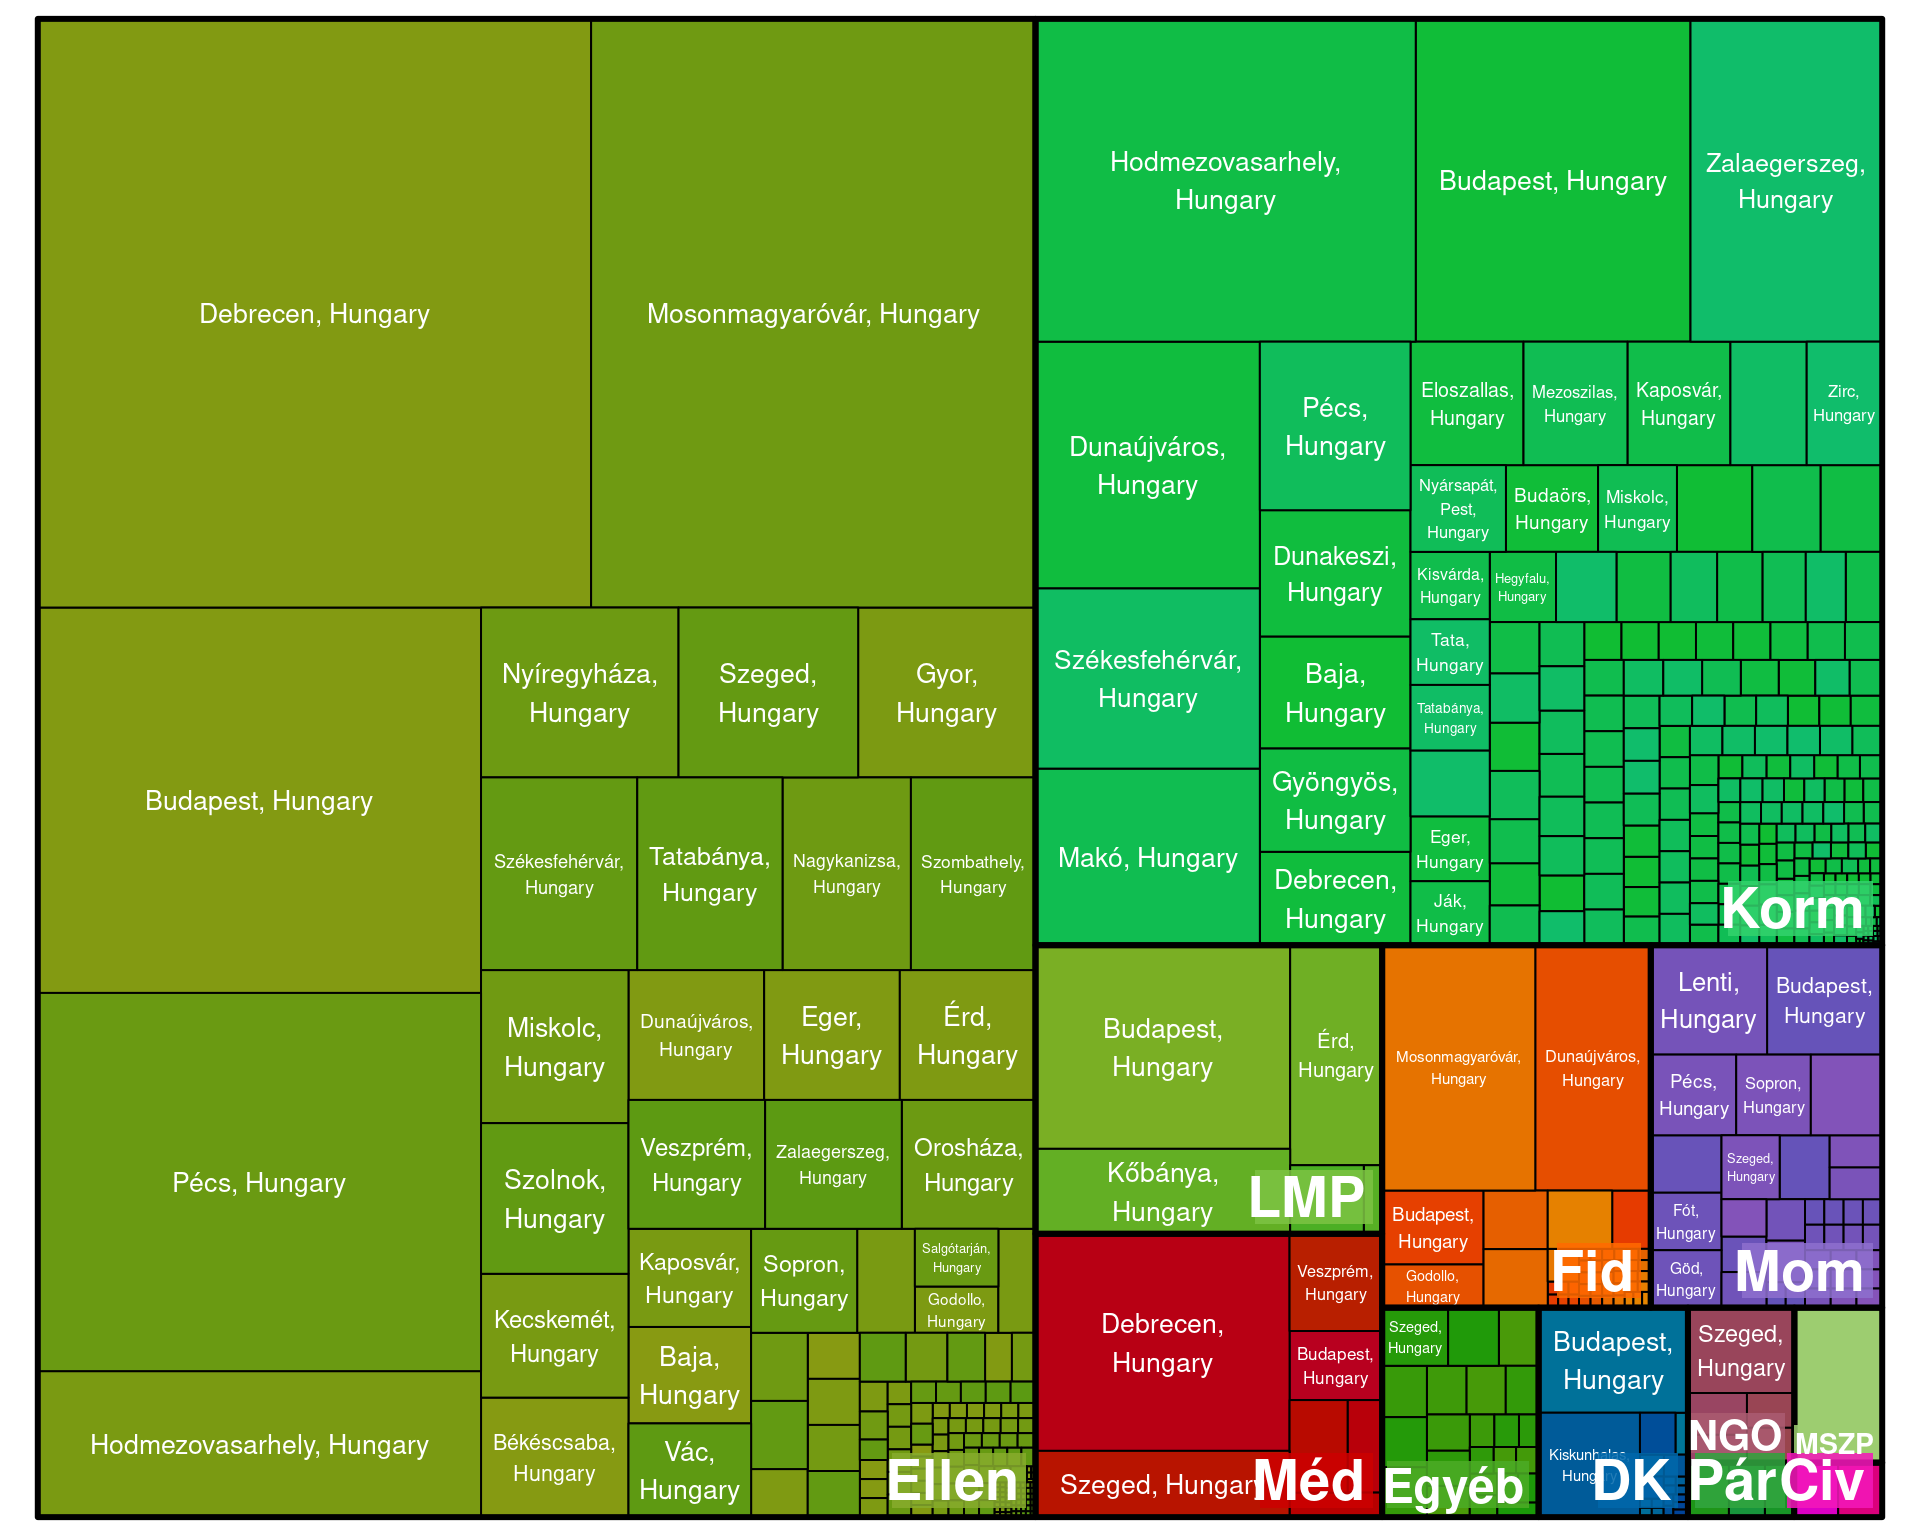 Debrecen, Hungary
Mosonmagyaróvár, Hungary
Budapest, Hungary
Pécs, Hungary
Hodmezovasarhely, Hungary
Nyíregyháza,
Hungary
Szeged,
Hungary
Gyor,
Hungary
Székesfehérvár,
Hungary
Tatabánya,
Hungary
Nagykanizsa,
Hungary
Szombathely,
Hungary
Miskolc,
Hungary
Dunaújváros,
Hungary
Eger,
Hungary
Érd,
Hungary
Szolnok,
Hungary
Veszprém,
Hungary
Zalaegerszeg,
Hungary
Orosháza,
Hungary
Kecskemét,
Hungary
Kaposvár,
Hungary
Sopron,
Hungary
Salgótarján,
Hungary
Godollo,
Hungary
Békéscsaba,
Hungary
Baja,
Hungary
Vác,
Hungary
Ellen
Hodmezovasarhely,
Hungary
Budapest, Hungary
Zalaegerszeg,
Hungary
Dunaújváros,
Hungary
Székesfehérvár,
Hungary
Makó, Hungary
Pécs,
Hungary
Dunakeszi,
Hungary
Baja,
Hungary
Gyöngyös,
Hungary
Debrecen,
Hungary
Eloszallas,
Hungary
Mezoszilas,
Hungary
Kaposvár,
Hungary
Zirc,
Hungary
Nyársapát,
Pest,
Hungary
Budaörs,
Hungary
Miskolc,
Hungary
Kisvárda,
Hungary
Hegyfalu,
Hungary
Tata,
Hungary
Tatabánya,
Hungary
Eger,
Hungary
Ják,
Hungary
Korm
Budapest,
Hungary
Érd,
Hungary
Kőbánya,
Hungary
LMP
Debrecen,
Hungary
Veszprém,
Hungary
Budapest,
Hungary
Szeged, Hungary
Méd
Mosonmagyaróvár,
Hungary
Dunaújváros,
Hungary
Budapest,
Hungary
Godollo,
Hungary
Fid
Lenti,
Hungary
Budapest,
Hungary
Pécs,
Hungary
Sopron,
Hungary
Szeged,
Hungary
Fót,
Hungary
Göd,
Hungary
Mom
Szeged,
Hungary
Egyéb
Budapest,
Hungary
Kiskunhalas,
Hungary
DK
Szeged,
Hungary
NGO
MSZP
Pár
Civ